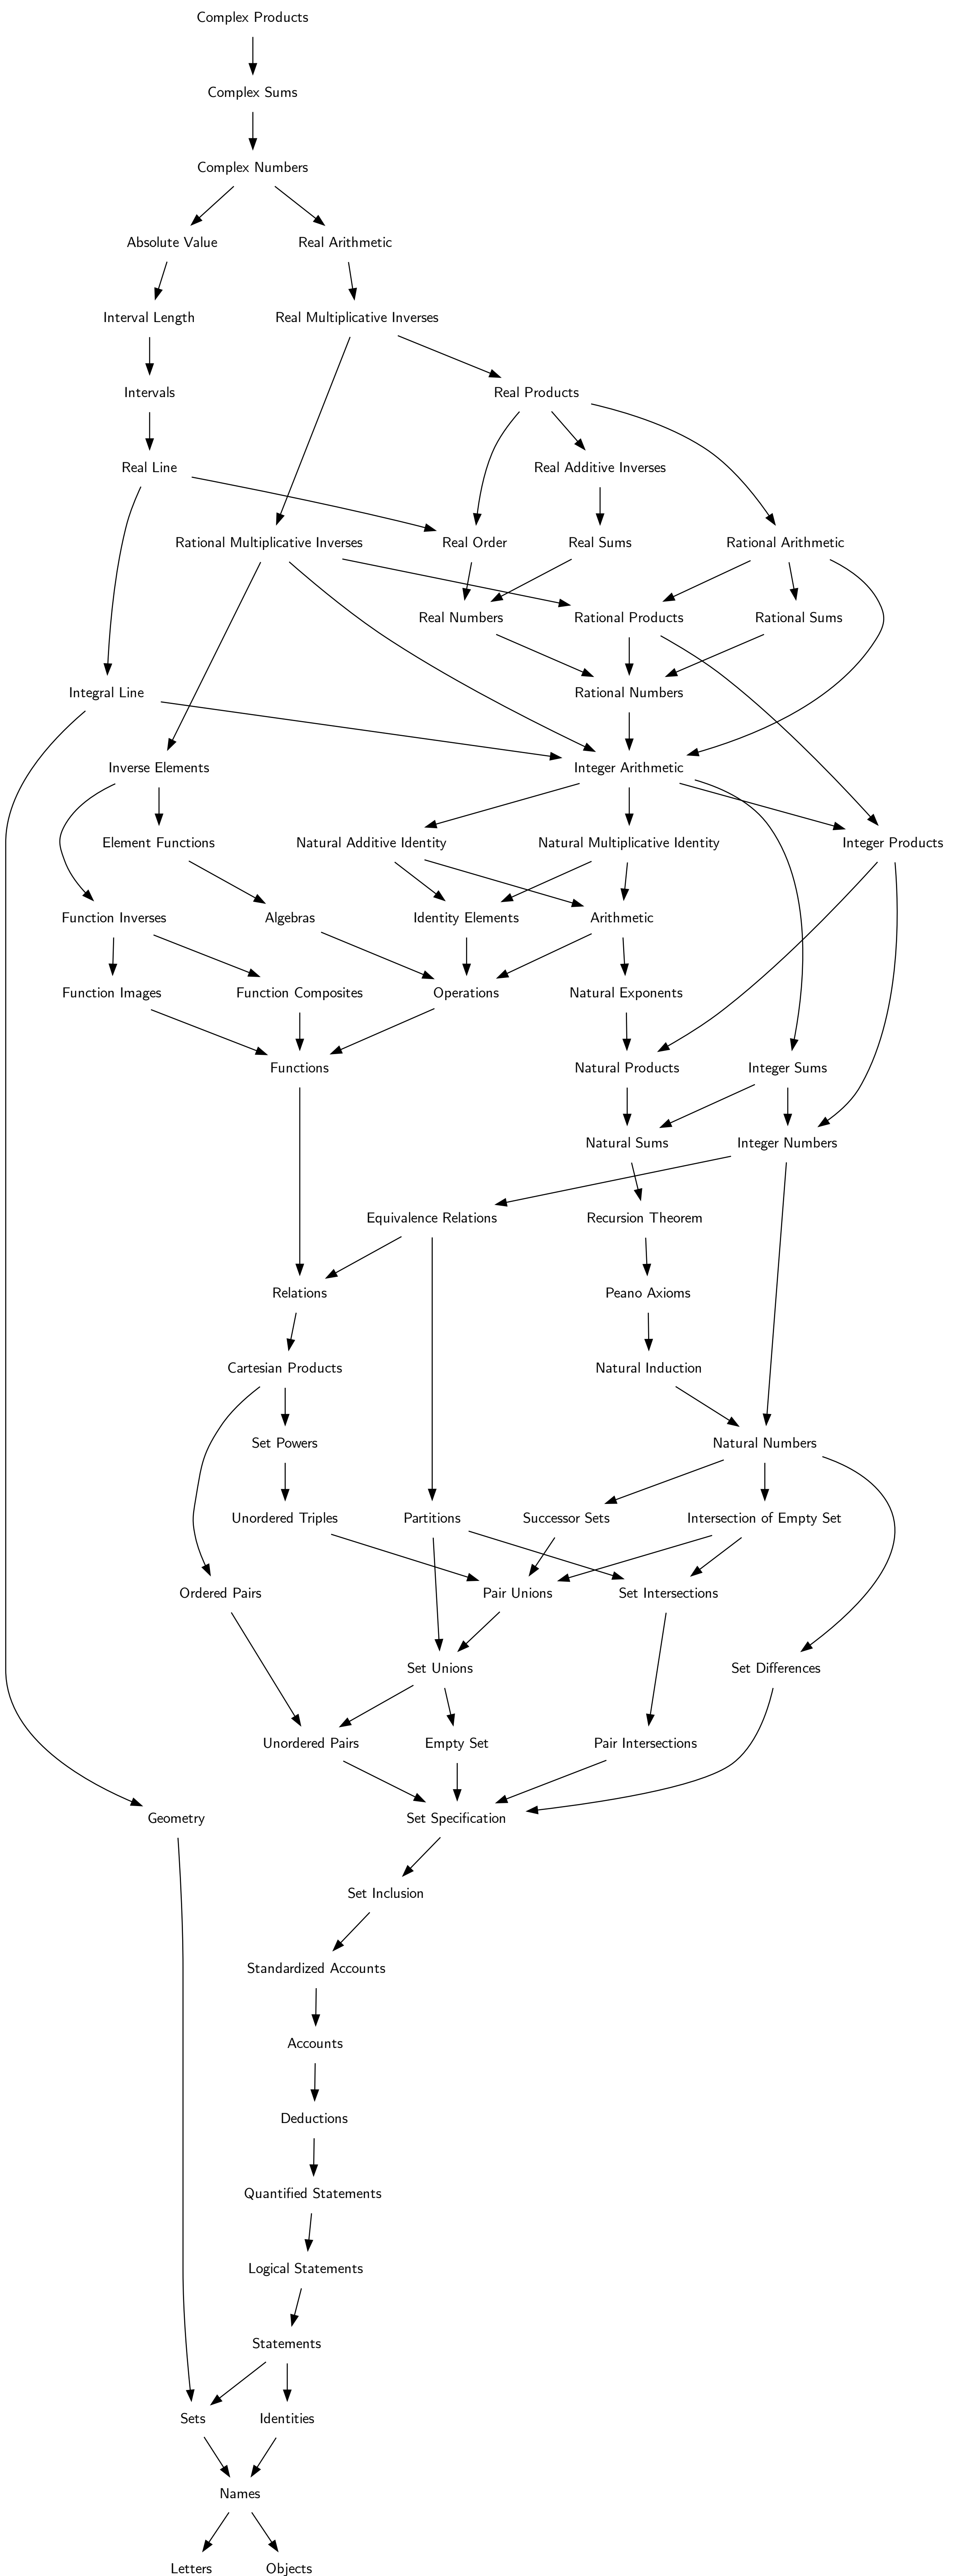 Complex Products
Complex Sums
Complex Numbers
Absolute Value
Real Arithmetic
Interval Length
Real Multiplicative Inverses
Intervals
Real Products
Real Line
Real Additive Inverses
Rational Multiplicative Inverses
Real Order
Real Sums
Rational Arithmetic
Real Numbers
Rational Products
Rational Sums
Integral Line
Rational Numbers
Inverse Elements
Integer Arithmetic
Element Functions
Natural Additive Identity
Natural Multiplicative Identity
Integer Products
Function Inverses
Algebras
Identity Elements
Arithmetic
Function Images
Function Composites
Operations
Natural Exponents
Functions
Natural Products
Integer Sums
Natural Sums
Integer Numbers
Equivalence Relations
Recursion Theorem
Relations
Peano Axioms
Cartesian Products
Natural Induction
Set Powers
Natural Numbers
Unordered Triples
Partitions
Successor Sets
Intersection of Empty Set
Ordered Pairs
Pair Unions
Set Intersections
Set Unions
Set Differences
Unordered Pairs
Empty Set
Pair Intersections
Geometry
Set Specification
Set Inclusion
Standardized Accounts
Accounts
Deductions
Quantified Statements
Logical Statements
Statements
Sets
Identities
Names
Letters
Objects